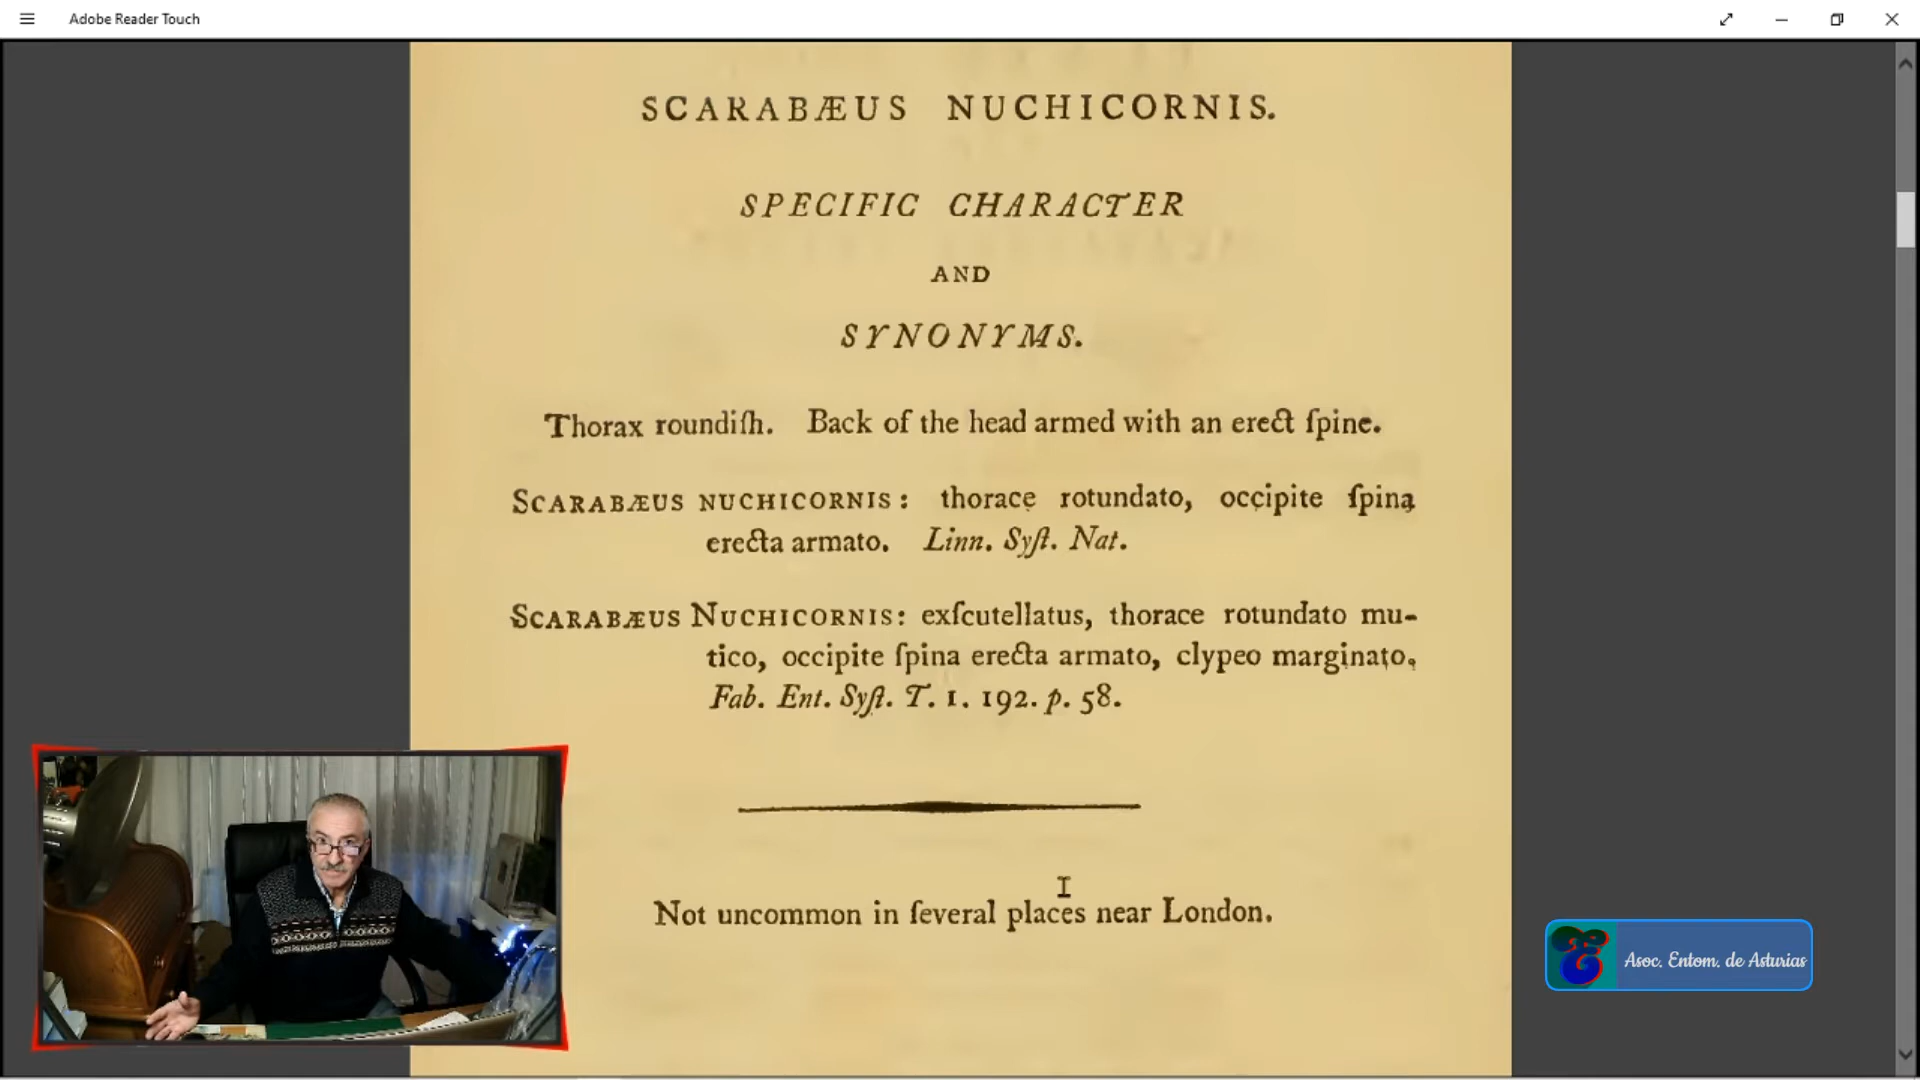 Adobe Reader Touch
SCARABÆUS NUCHICORNIS.
SPECIFIC CHARACTER
AND
SYNONYMS.
Thorax roundiſh. Back of the head armed with an erect ſpine.
SCARABÆUS NUCHICORNIS: thorace rotundato, occipite ſpina
erecta armato. Linn. Syſt. Nat.
SCARABÆUS NUCHICORNIS: exſcutellatus, thorace rotundato mu-
tico, occipite ſpina erecta armato, clypeo marginato.
Fab. Ent. Syſt. T. 1. 192. p. 58.
Not uncommon in ſeveral places near London.
Asoc. Entom. de Asturias